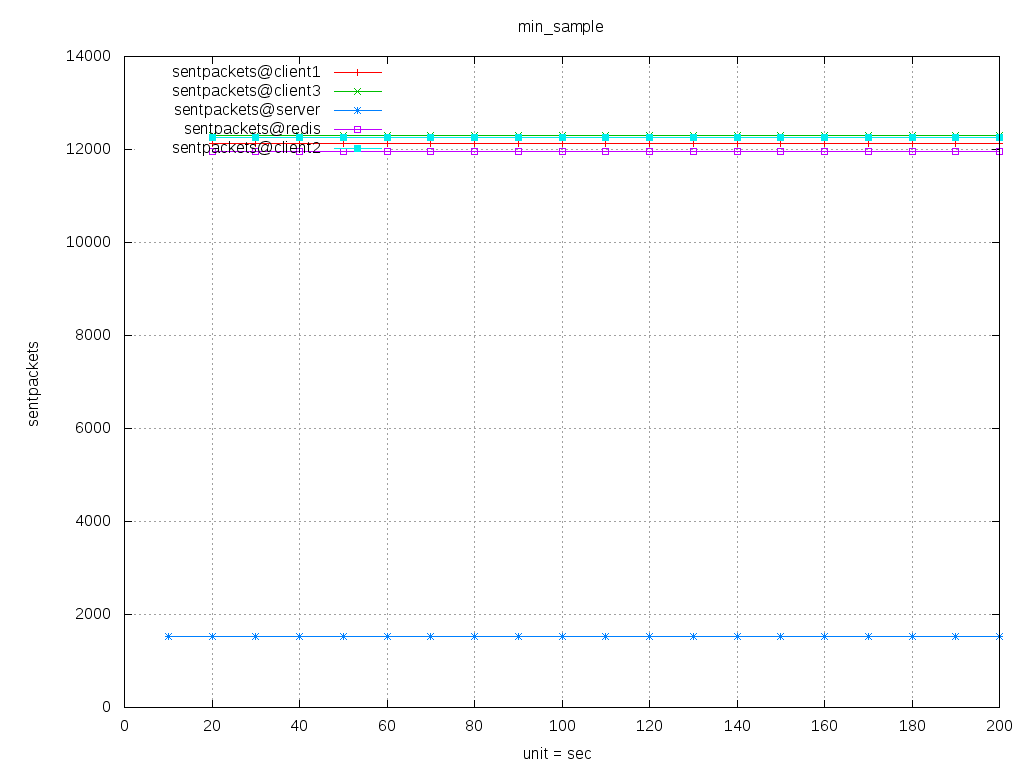 min_sample
14000
12000
10000
8000
6000
4000
2000
0
sentpackets@client1
sentpackets@client3
sentpackets@server
sentpackets@redis
sentpackets@client2
sentpackets
0 20 40 60 80 100 120 140 160 180 200
unit = sec